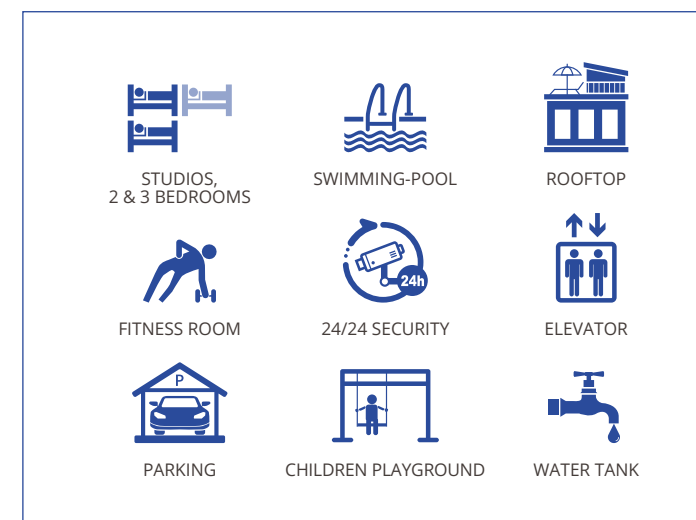 STUDIOS,
2 & 3 BEDROOMS
SWIMMING-POOL
ROOFTOP
FITNESS ROOM
24h
24/24 SECURITY
ELEVATOR
P
PARKING
CHILDREN PLAYGROUND
WATER TANK